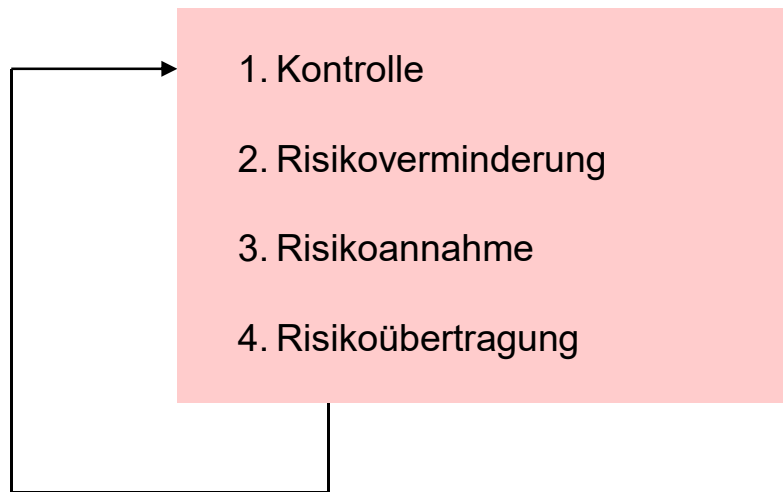 1. Kontrolle
2. Risikoverminderung
3. Risikoannahme
4. Risikoübertragung